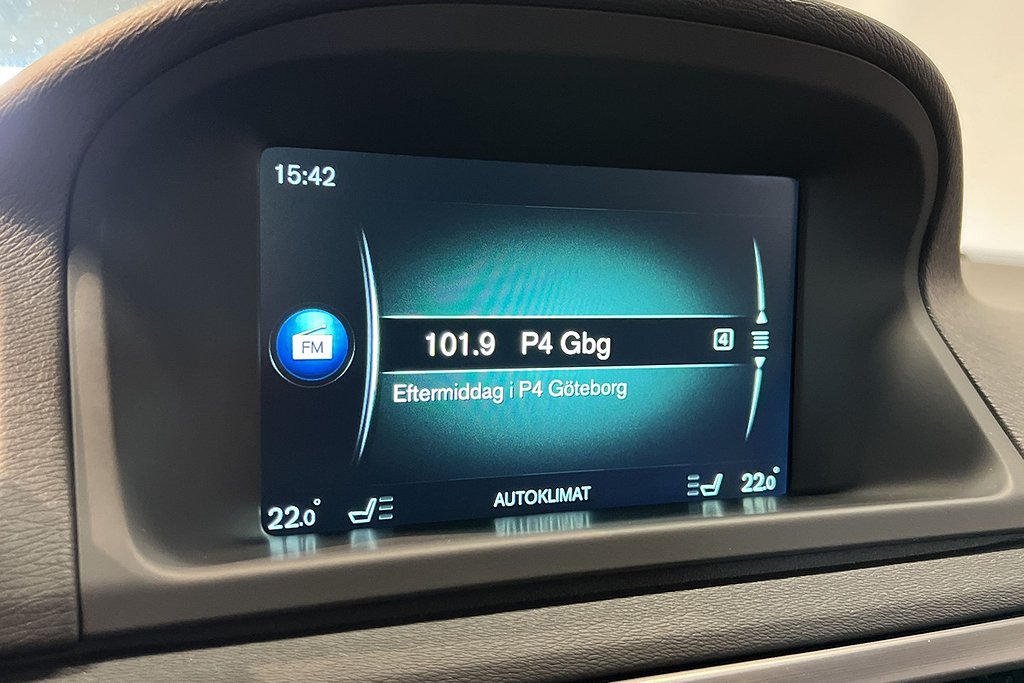 15:42
FM
101.9 P4 Gbg 4
Eftermiddag i P4 Göteborg
22.0° AUTOKLIMAT 22.0°